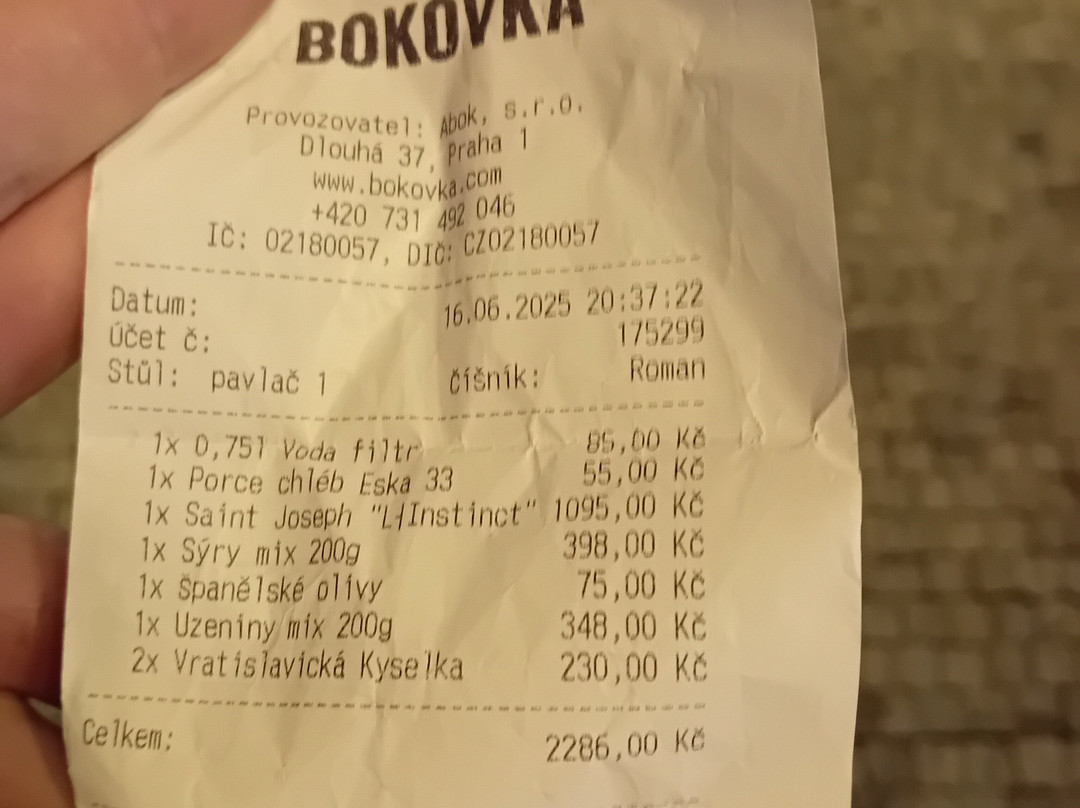 BOKOVKA
Provozovatel: Abok, s.r.o.
Dlouhá 37, Praha 1
www.bokovka.com
+420 731 492 046
IČ: 02180057, DIČ: CZ02180057
Datum: 16.06.2025 20:37:22
Účet č: 175299
Stůl: pavlač 1 číšník: Roman
1x 0,75l Voda filtr 85,00 Kč
1x Porce chléb Eska 33 55,00 Kč
1x Saint Joseph "L┤Instinct" 1095,00 Kč
1x Sýry mix 200g 398,00 Kč
1x Španělské olivy 75,00 Kč
1x Uzeniny mix 200g 348,00 Kč
2x Vratislavická Kyselka 230,00 Kč
Celkem: 2286,00 Kč